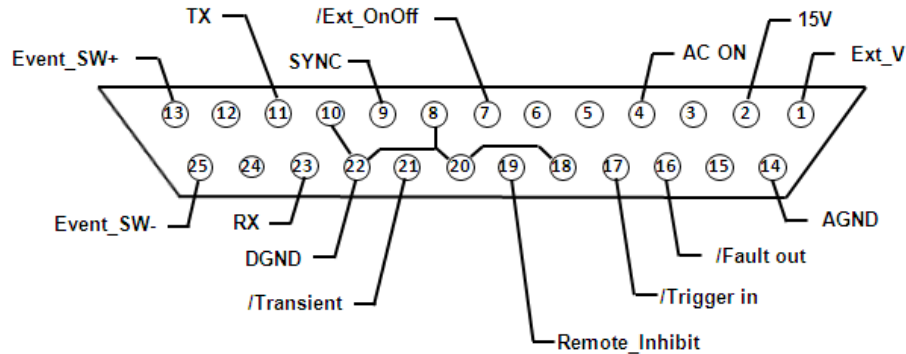 TX
/Ext_OnOff
15V
Event_SW+
SYNC
AC ON
Ext_V
13 12 11 10 9 8 7 6 5 4 3 2 1
25 24 23 22 21 20 19 18 17 16 15 14
Event_SW-
RX
AGND
DGND
/Fault out
/Transient
/Trigger in
Remote_Inhibit